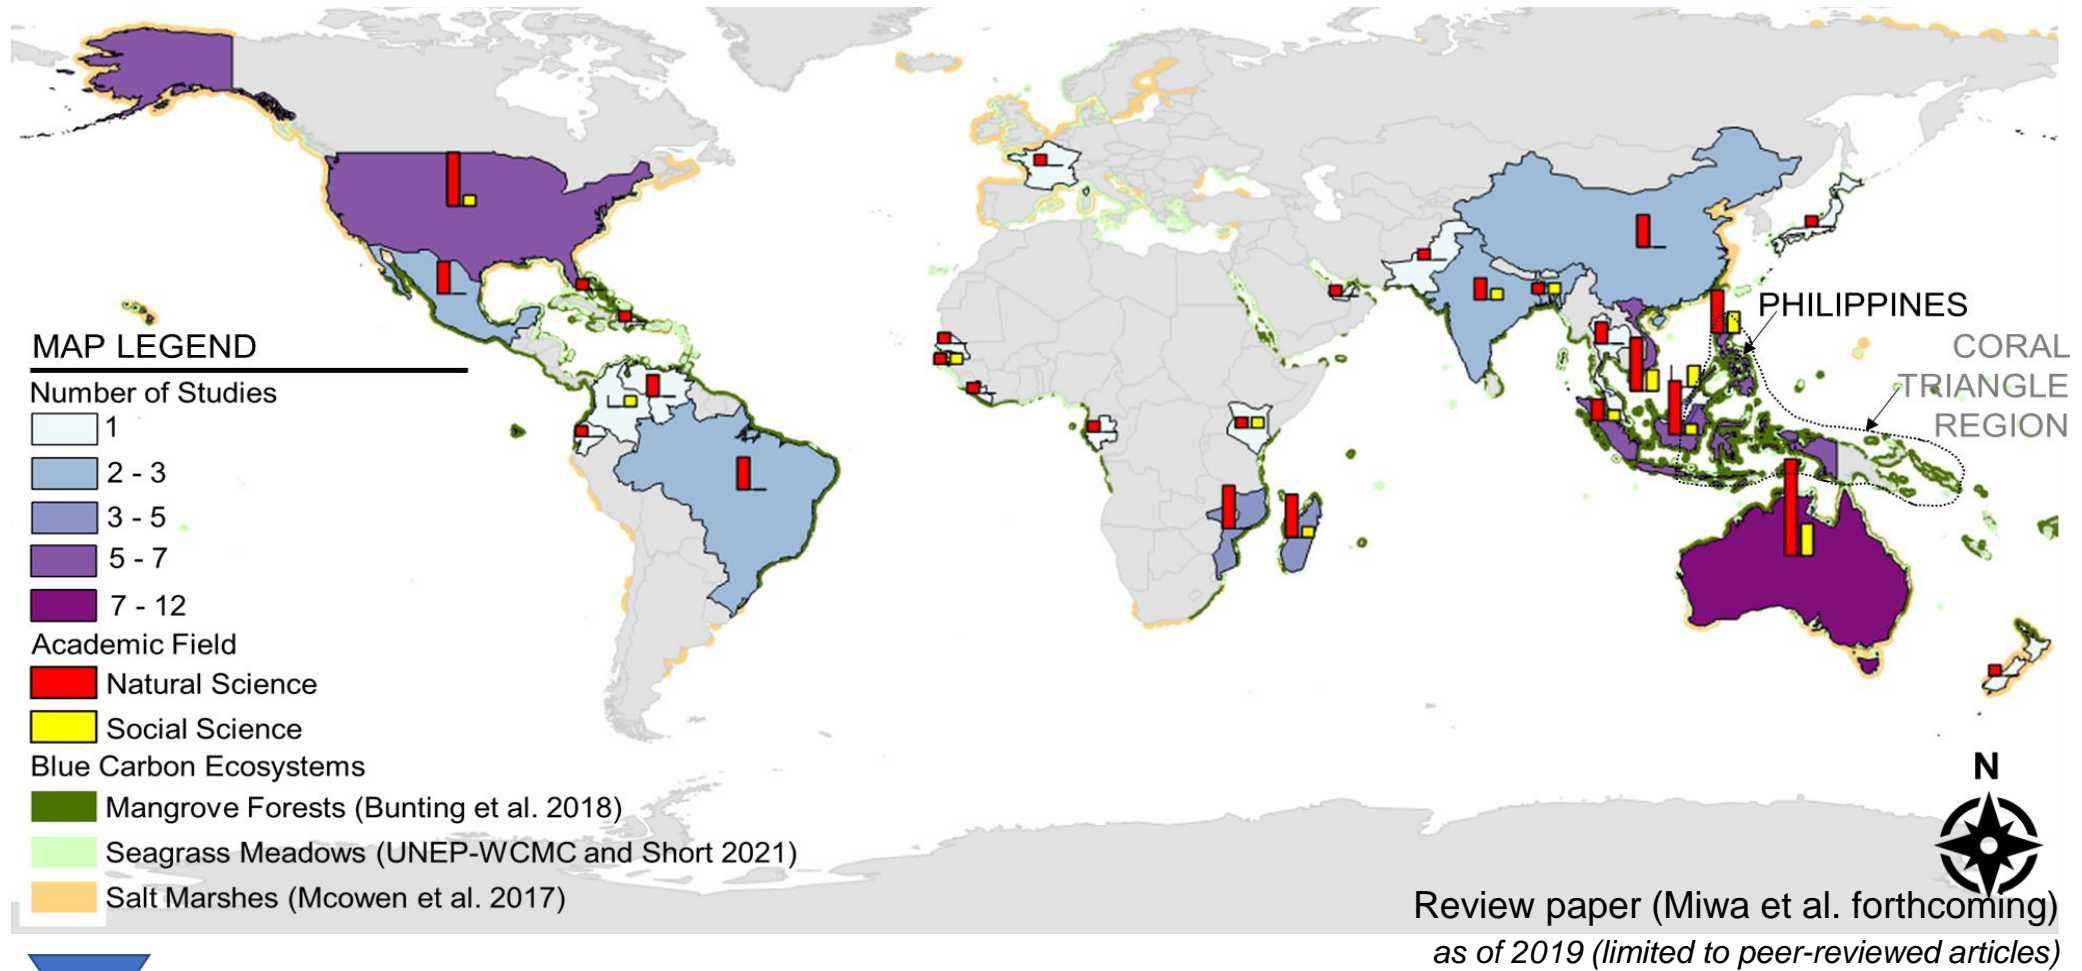 PHILIPPINES
CORAL
TRIANGLE
REGION
MAP LEGEND
Number of Studies
1
2 - 3
3 - 5
5 - 7
7 - 12
Academic Field
Natural Science
Social Science
Blue Carbon Ecosystems
Mangrove Forests (Bunting et al. 2018)
Seagrass Meadows (UNEP-WCMC and Short 2021)
Salt Marshes (Mcowen et al. 2017)
N
Review paper (Miwa et al. forthcoming)
as of 2019 (limited to peer-reviewed articles)